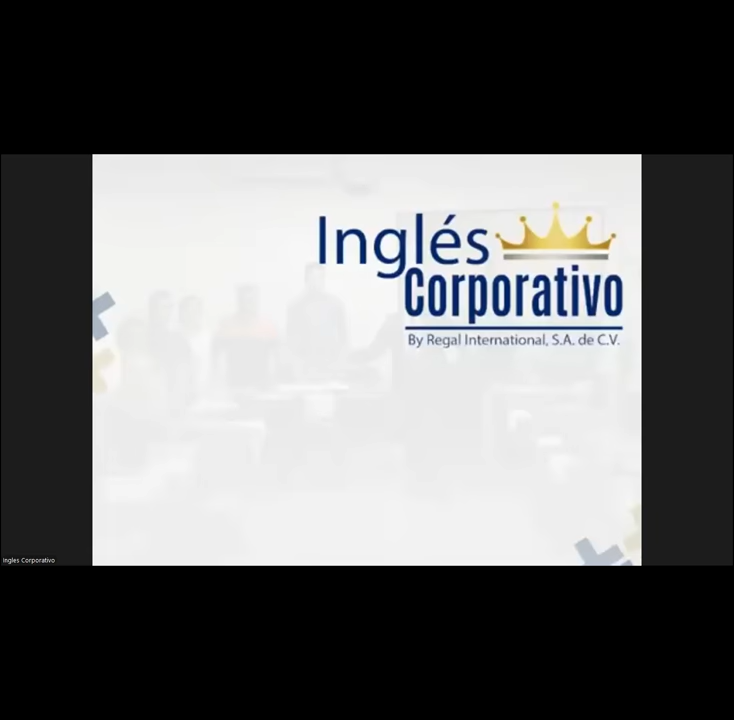 Inglés
Corporativo
By Regal International, S.A. de C.V.
Ingles Corporativo